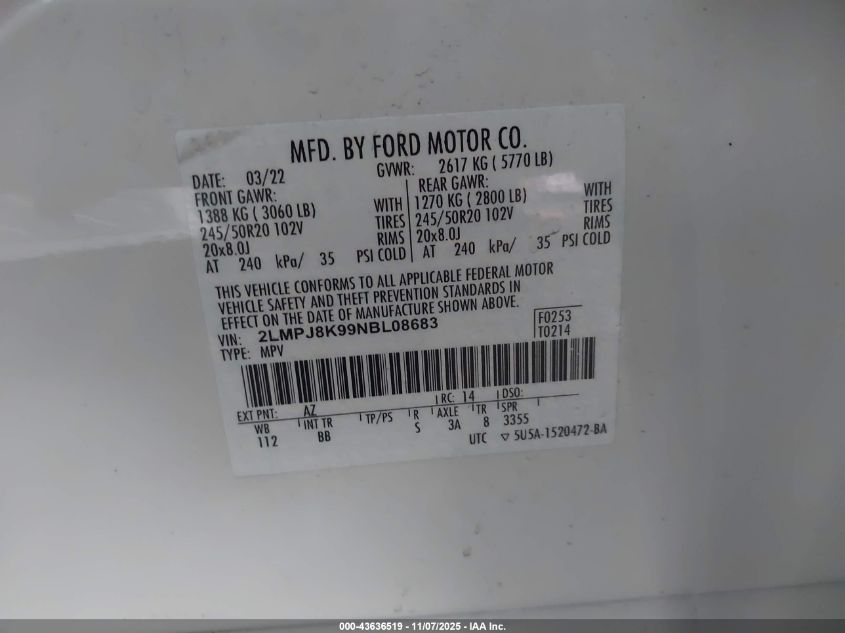 MFD. BY FORD MOTOR CO.
DATE: 03/22 GVWR: 2617 KG ( 5770 LB)
FRONT GAWR: REAR GAWR:
1388 KG ( 3060 LB) WITH 1270 KG ( 2800 LB) WITH
245/50R20 102V TIRES 245/50R20 102V TIRES
20x8.0J RIMS 20x8.0J RIMS
AT 240 kPa/ 35 PSI COLD AT 240 kPa/ 35 PSI COLD
THIS VEHICLE CONFORMS TO ALL APPLICABLE FEDERAL MOTOR
VEHICLE SAFETY AND THEFT PREVENTION STANDARDS IN
EFFECT ON THE DATE OF MANUFACTURE SHOWN ABOVE.
VIN: 2LMPJ8K99NBL08683 F0253
TYPE: MPV T0214
EXT PNT: AZ RC: 14 DSO:
WB INT TR TP/PS R AXLE TR SPR
112 BB S 3A 8 3355
UTC ▽ 5U5A-1520472-BA
000-43636519 - 11/07/2025 - IAA Inc.